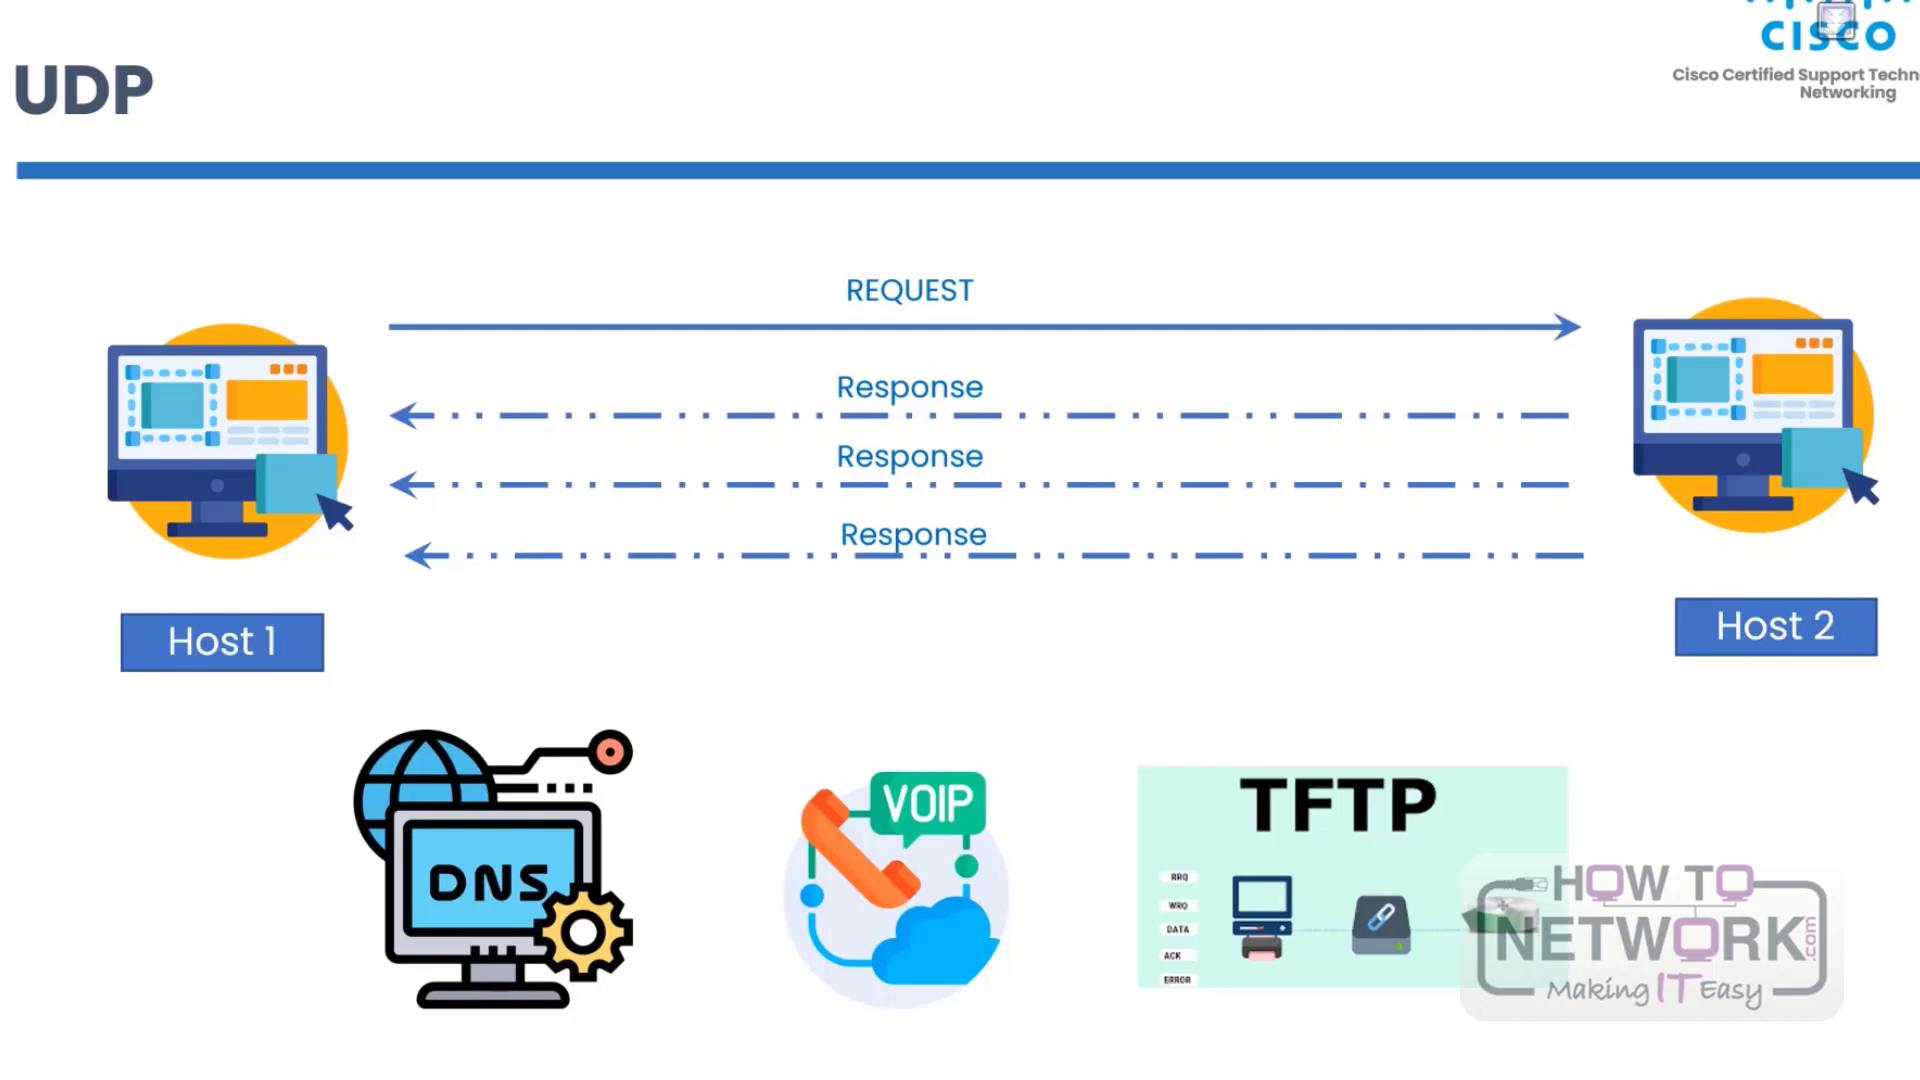 CISCO
Cisco Certified Support Techn
Networking
UDP
REQUEST
Response
Response
Response
Host 1
Host 2
DNS
VOIP
TFTP
RRQ
WRQ
DATA
ACK
ERROR
HOW TO
NETWORK.com
Making IT Easy